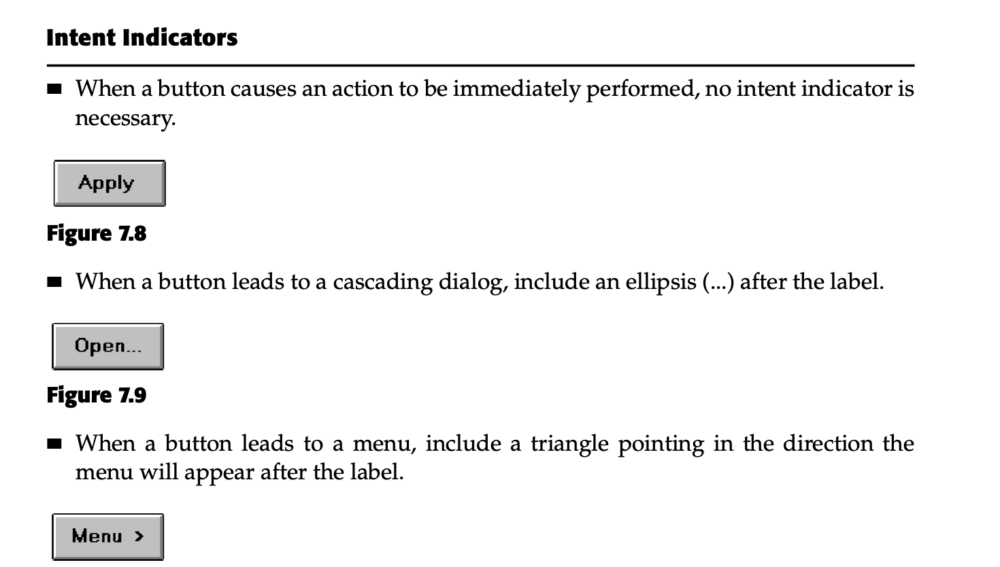 Intent Indicators
■ When a button causes an action to be immediately performed, no intent indicator is
necessary.
Apply
Figure 7.8
■ When a button leads to a cascading dialog, include an ellipsis (...) after the label.
Open...
Figure 7.9
■ When a button leads to a menu, include a triangle pointing in the direction the
menu will appear after the label.
Menu >